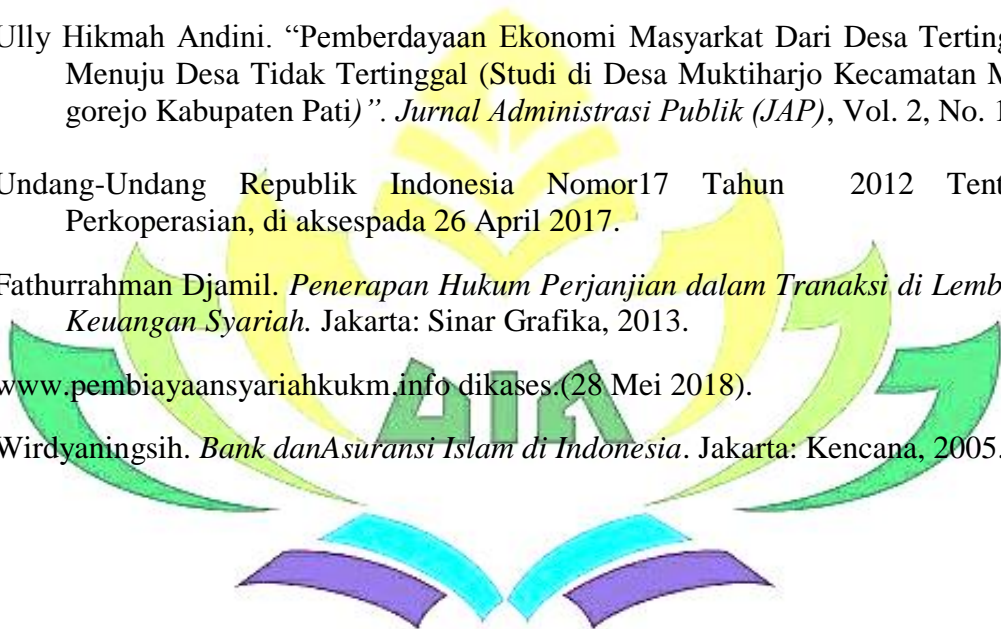 Ully Hikmah Andini. “Pemberdayaan Ekonomi Masyarkat Dari Desa Terting
Menuju Desa Tidak Tertinggal (Studi di Desa Muktiharjo Kecamatan M
gorejo Kabupaten Pati)”. Jurnal Administrasi Publik (JAP), Vol. 2, No. 1
Undang-Undang Republik Indonesia Nomor17 Tahun 2012 Tent
Perkoperasian, di aksespada 26 April 2017.
Fathurrahman Djamil. Penerapan Hukum Perjanjian dalam Tranaksi di Lemb
Keuangan Syariah. Jakarta: Sinar Grafika, 2013.
www.pembiayaansyariahkukm.info dikases.(28 Mei 2018).
Wirdyaningsih. Bank danAsuransi Islam di Indonesia. Jakarta: Kencana, 2005.